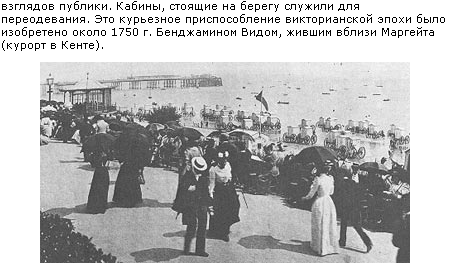 взглядов публики. Кабины, стоящие на берегу служили для
переодевания. Это курьезное приспособление викторианской эпохи было
изобретено около 1750 г. Бенджамином Видом, жившим вблизи Маргейта
(курорт в Кенте).